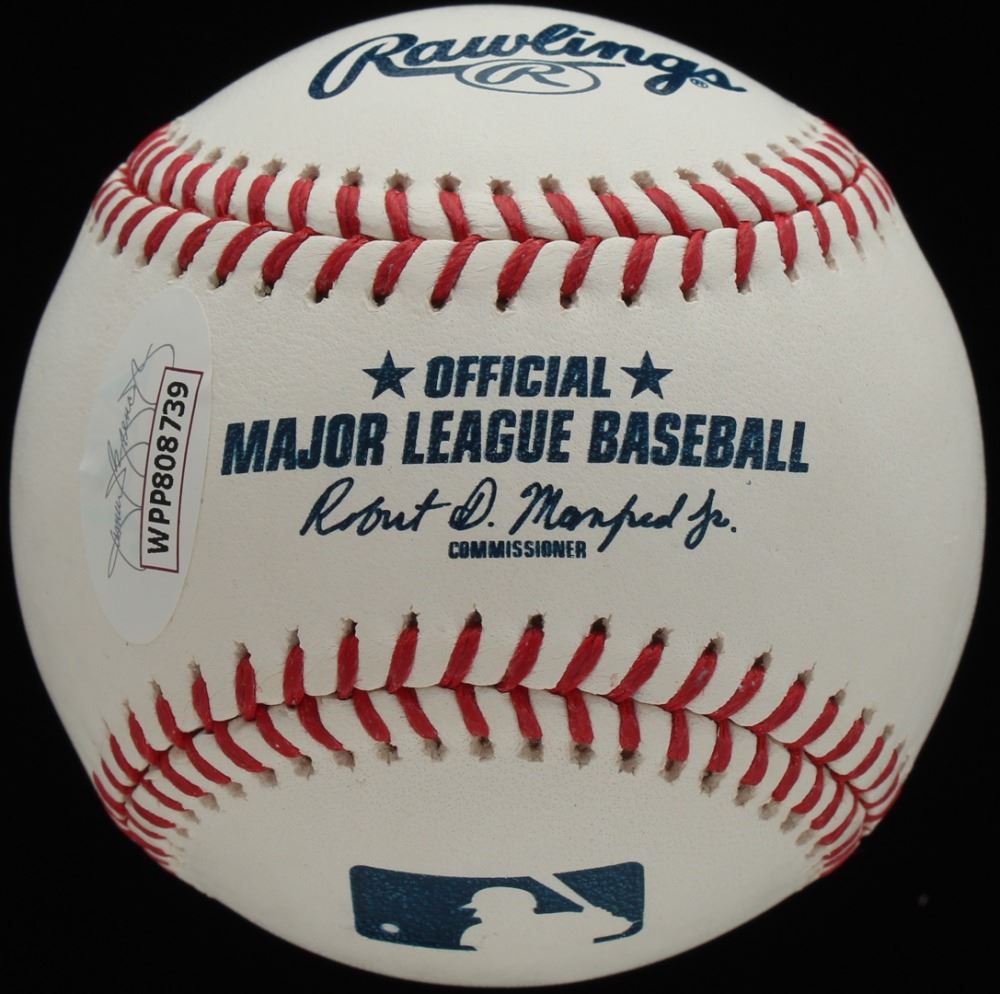 Rawlings®
R
★ OFFICIAL ★
MAJOR LEAGUE BASEBALL
Robert D. Manfred Jr.
COMMISSIONER
WPP808739